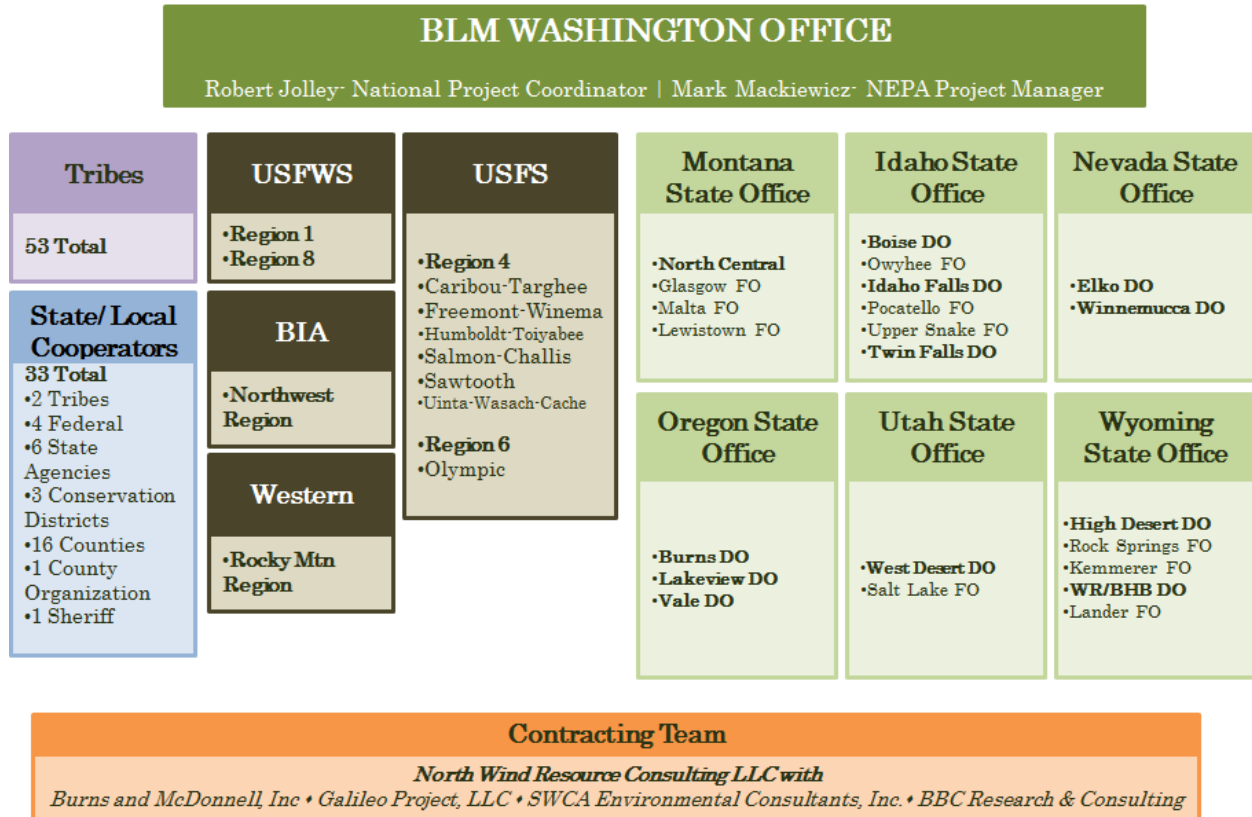 BLM WASHINGTON OFFICE
Robert Jolley- National Project Coordinator | Mark Mackiewicz- NEPA Project Manager
Tribes
53 Total
State/ Local
Cooperators
33 Total
•2 Tribes
•4 Federal
•6 State
Agencies
•3 Conservation
Districts
•16 Counties
•1 County
Organization
•1 Sheriff
USFWS
•Region 1
•Region 8
BIA
•Northwest
Region
Western
•Rocky Mtn
Region
USFS
•Region 4
•Caribou-Targhee
•Freemont-Winema
•Humboldt-Toiyabee
•Salmon-Challis
•Sawtooth
•Uinta-Wasach-Cache
•Region 6
•Olympic
Montana
State Office
•North Central
•Glasgow FO
•Malta FO
•Lewistown FO
Idaho State
Office
•Boise DO
•Owyhee FO
•Idaho Falls DO
•Pocatello FO
•Upper Snake FO
•Twin Falls DO
Nevada State
Office
•Elko DO
•Winnemucca DO
Oregon State
Office
•Burns DO
•Lakeview DO
•Vale DO
Utah State
Office
•West Desert DO
•Salt Lake FO
Wyoming
State Office
•High Desert DO
•Rock Springs FO
•Kemmerer FO
•WR/BHB DO
•Lander FO
Contracting Team
North Wind Resource Consulting LLC with
Burns and McDonnell, Inc • Galileo Project, LLC • SWCA Environmental Consultants, Inc. • BBC Research & Consulting